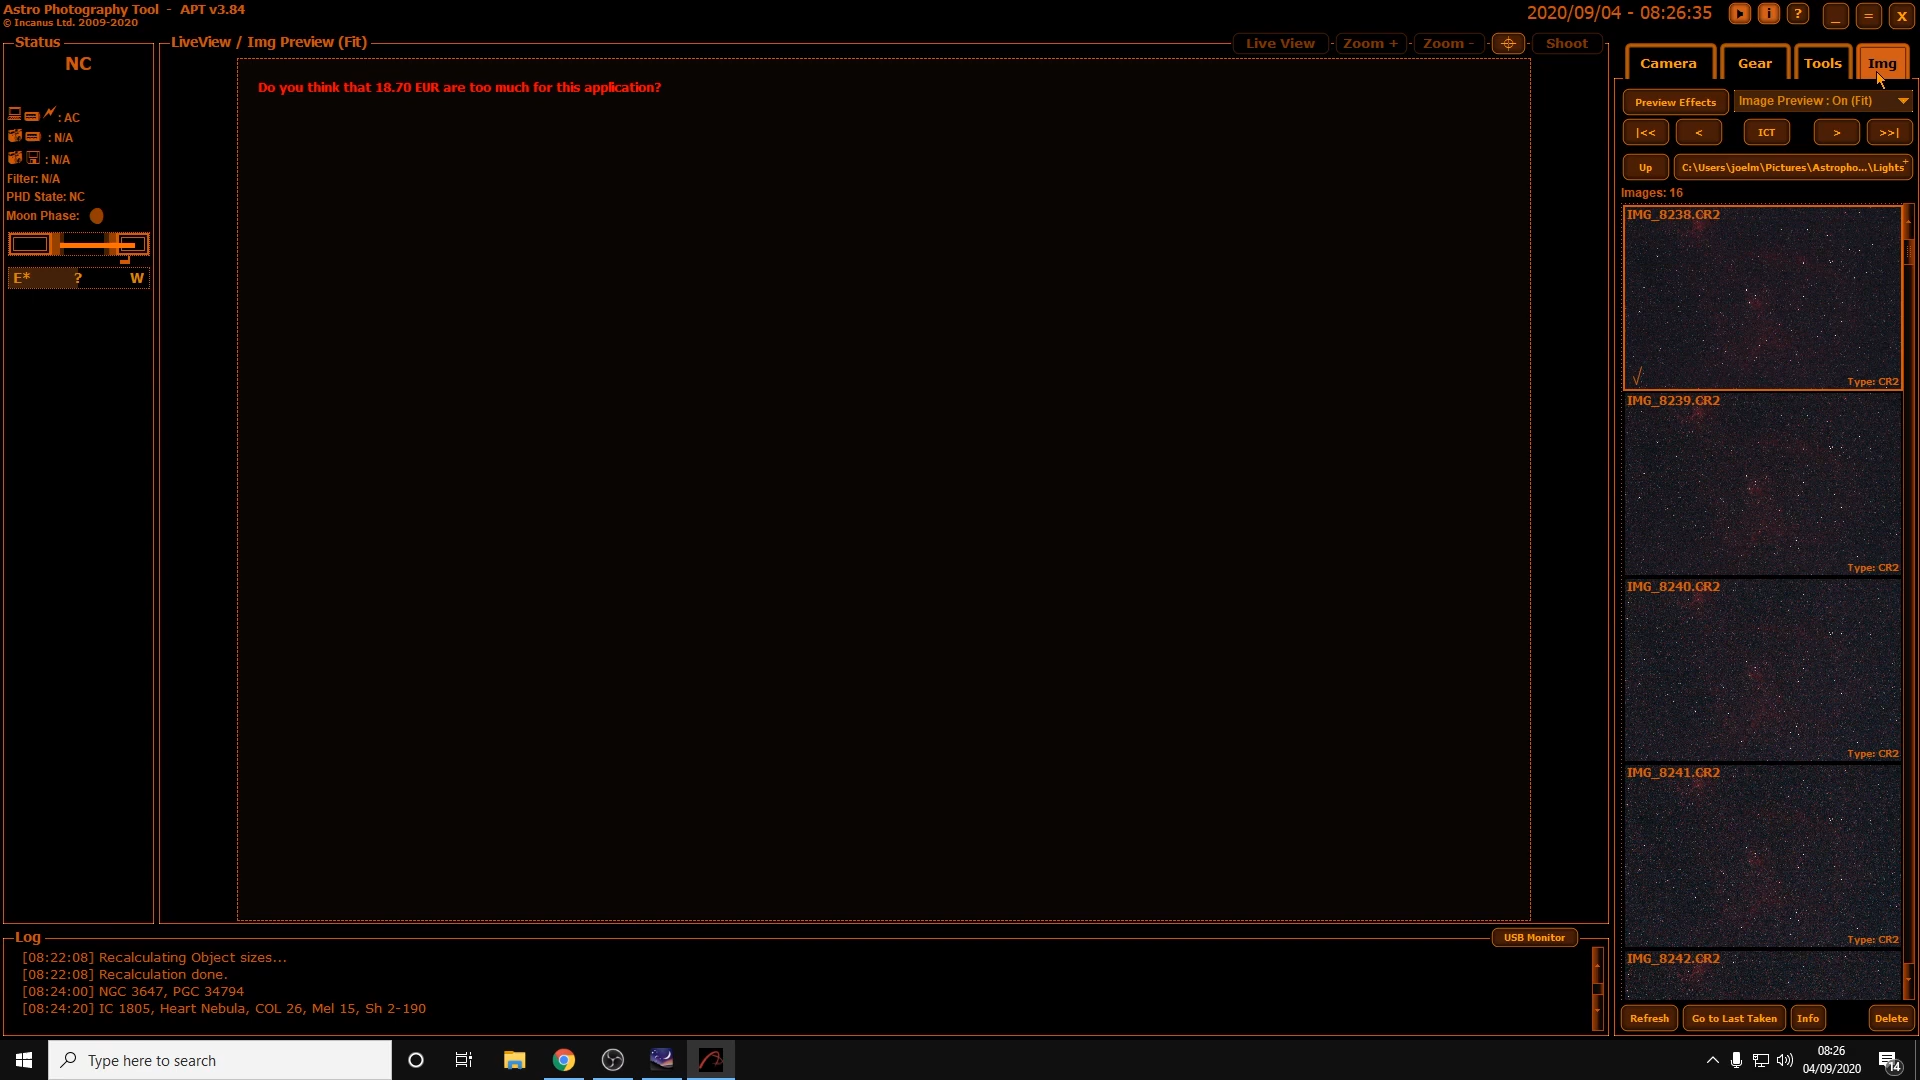 Astro Photography Tool - APT v3.84
© Incanus Ltd. 2009-2020
2020/09/04 - 08:26:35
i
?
_
=
X
Status
NC
: AC
: N/A
: N/A
Filter: N/A
PHD State: NC
Moon Phase:
E* ? W
LiveView / Img Preview (Fit)
Live View
Zoom +
Zoom -
Shoot
Do you think that 18.70 EUR are too much for this application?
Camera
Gear
Tools
Img
Preview Effects
Image Preview : On (Fit)
|<<
<
ICT
>
>>|
Up
C:\Users\joelm\Pictures\Astropho...\Lights
+
Images: 16
IMG_8238.CR2
√
Type: CR2
IMG_8239.CR2
Type: CR2
IMG_8240.CR2
Type: CR2
IMG_8241.CR2
Type: CR2
IMG_8242.CR2
Refresh
Go to Last Taken
Info
Delete
Log
USB Monitor
[08:22:08] Recalculating Object sizes...
[08:22:08] Recalculation done.
[08:24:00] NGC 3647, PGC 34794
[08:24:20] IC 1805, Heart Nebula, COL 26, Mel 15, Sh 2-190
Type here to search
08:26
04/09/2020
14